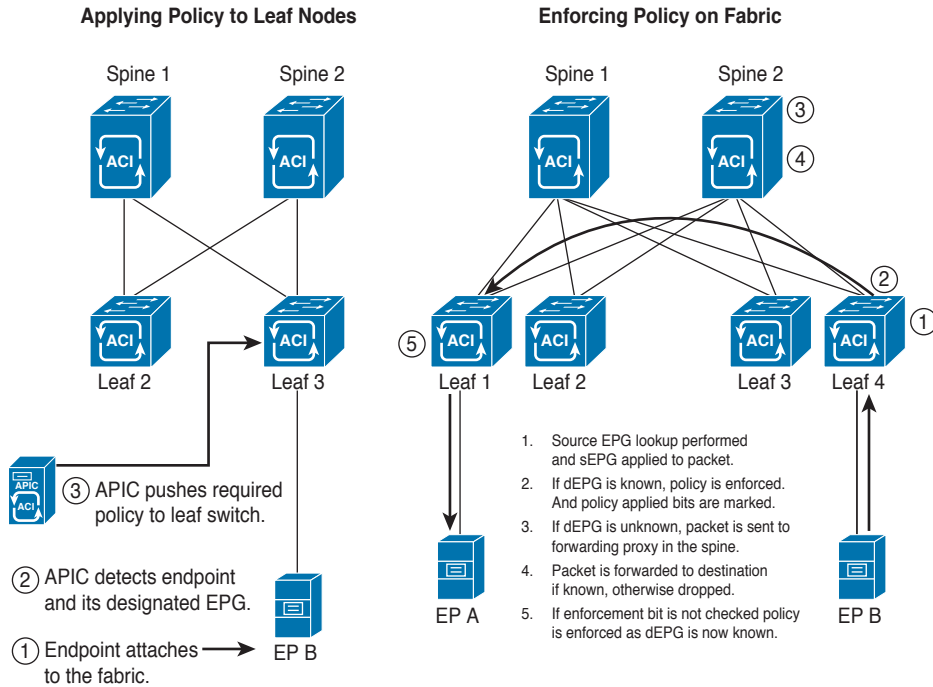 Applying Policy to Leaf Nodes
Spine 1
Spine 2
ACI
ACI
ACI
ACI
Leaf 2
Leaf 3
APIC
ACI
3 APIC pushes required
policy to leaf switch.
2 APIC detects endpoint
and its designated EPG.
1 Endpoint attaches
to the fabric.
EP B
Enforcing Policy on Fabric
Spine 1
Spine 2
3
ACI
ACI
4
2
1
5
ACI
ACI
ACI
ACI
Leaf 1
Leaf 2
Leaf 3
Leaf 4
1. Source EPG lookup performed
and sEPG applied to packet.
2. If dEPG is known, policy is enforced.
And policy applied bits are marked.
3. If dEPG is unknown, packet is sent to
forwarding proxy in the spine.
4. Packet is forwarded to destination
if known, otherwise dropped.
5. If enforcement bit is not checked policy
is enforced as dEPG is now known.
EP A
EP B